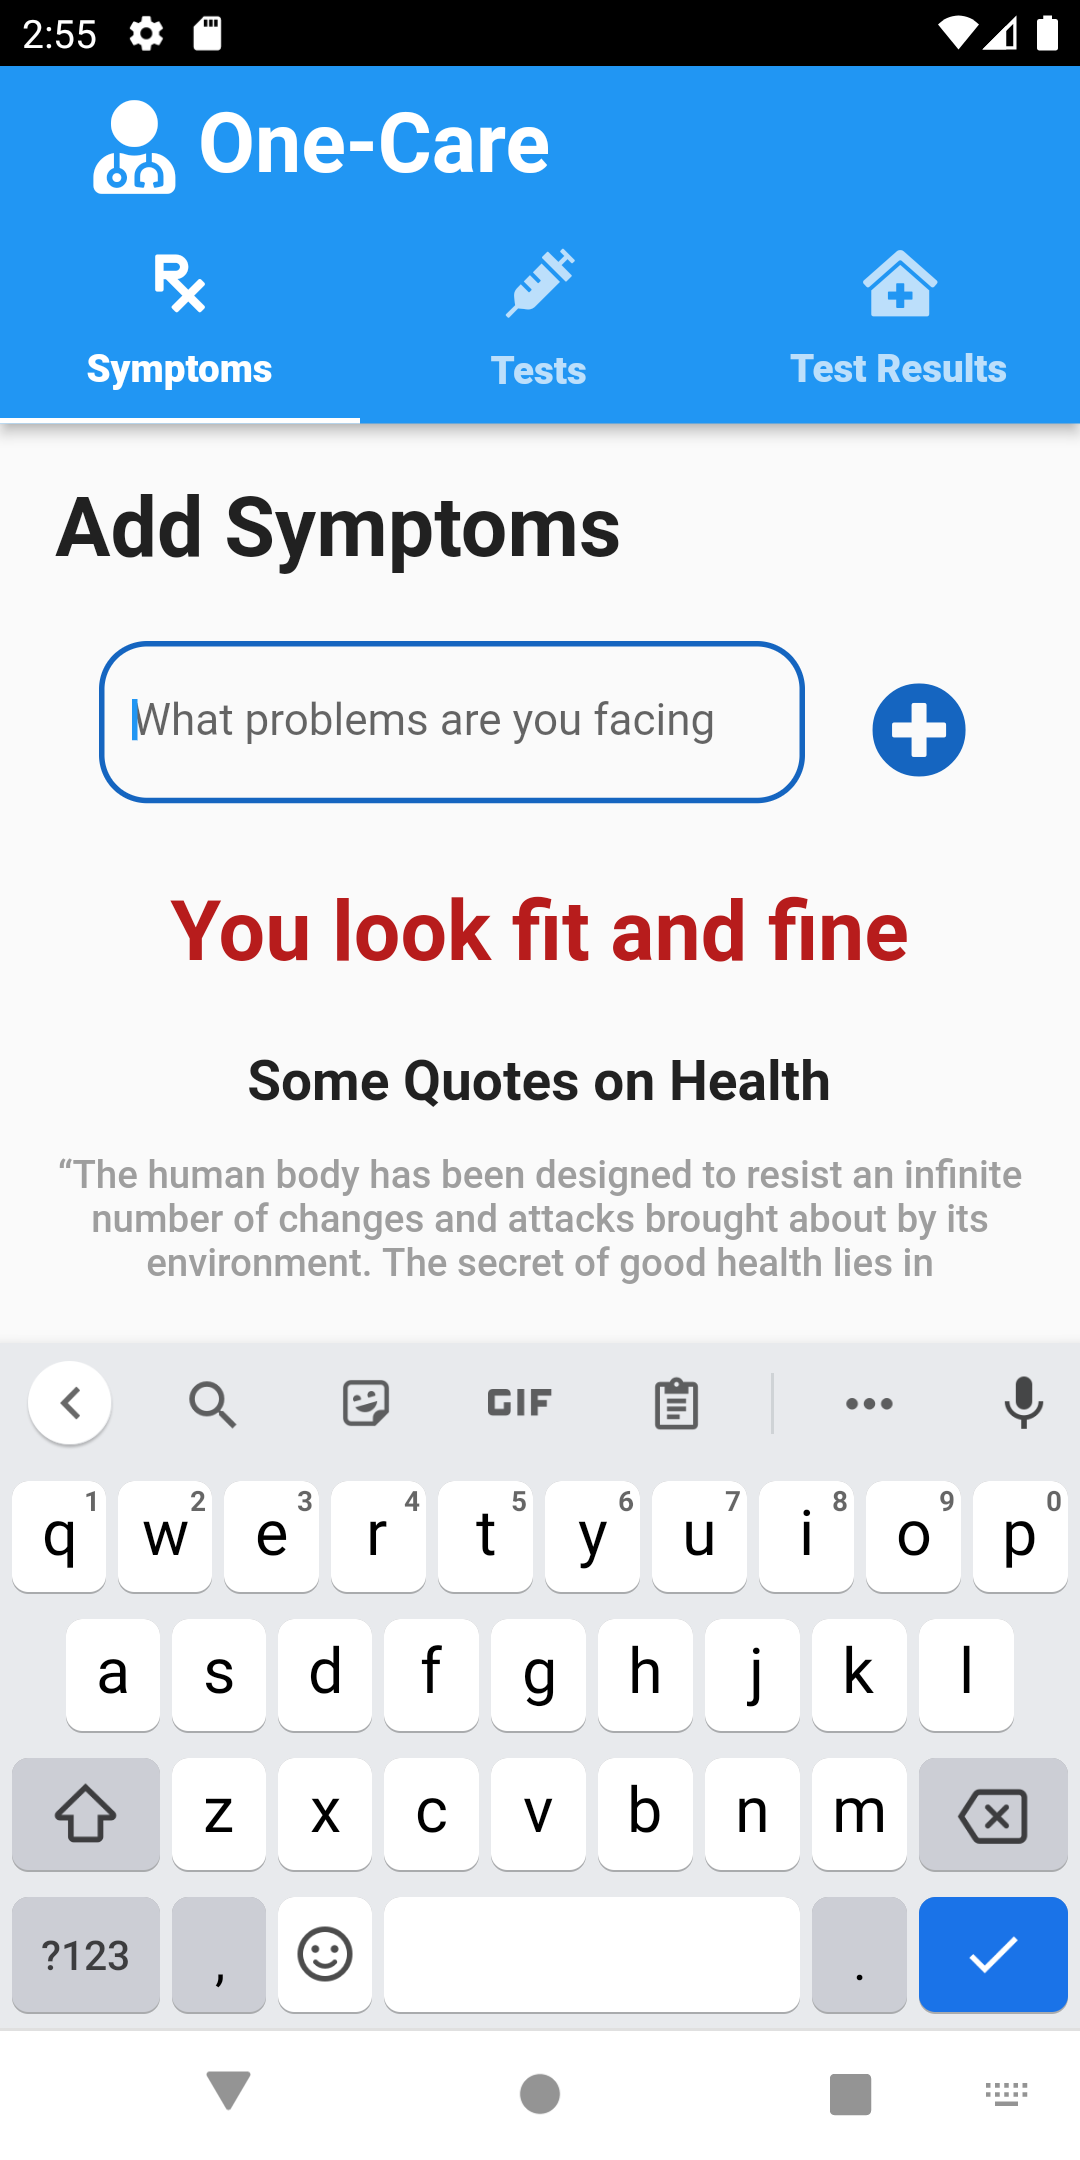 2:55
One-Care
Symptoms
Tests
Test Results
Add Symptoms
What problems are you facing
You look fit and fine
Some Quotes on Health
“The human body has been designed to resist an infinite
number of changes and attacks brought about by its
environment. The secret of good health lies in
GIF
q 1 w 2 e 3 r 4 t 5 y 6 u 7 i 8 o 9 p 0
a s d f g h j k l
z x c v b n m
?123 , .